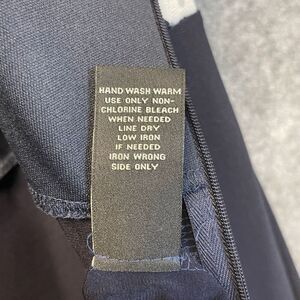 HAND WASH WARM
USE ONLY NON-
CHLORINE BLEACH
WHEN NEEDED
LINE DRY
LOW IRON
IF NEEDED
IRON WRONG
SIDE ONLY